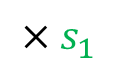 × s₁